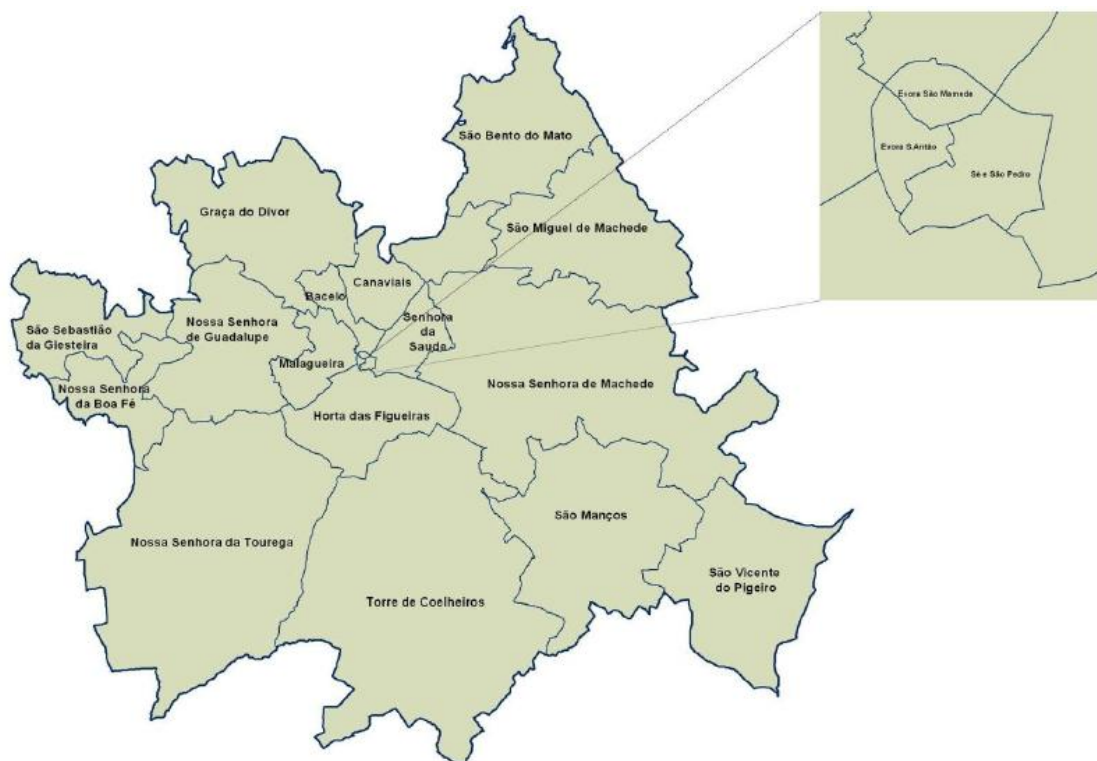 São Bento do Mato
Évora São Mamede
Évora S.Antão
Sé e São Pedro
Graça do Divor
São Miguel de Machede
Canaviais
Bacelo
Senhora
da
Saude
São Sebastião
da Giesteira
Nossa Senhora
de Guadalupe
Malagueira
Nossa Senhora de Machede
Nossa Senhora
da Boa Fé
Horta das Figueiras
São Manços
Nossa Senhora da Tourega
São Vicente
do Pigeiro
Torre de Coelheiros